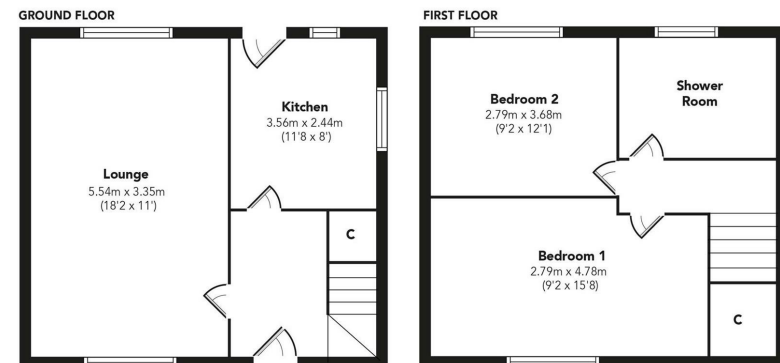 GROUND FLOOR
Lounge
5.54m x 3.35m
(18'2 x 11')
Kitchen
3.56m x 2.44m
(11'8 x 8')
C
FIRST FLOOR
Bedroom 2
2.79m x 3.68m
(9'2 x 12'1)
Shower
Room
Bedroom 1
2.79m x 4.78m
(9'2 x 15'8)
C